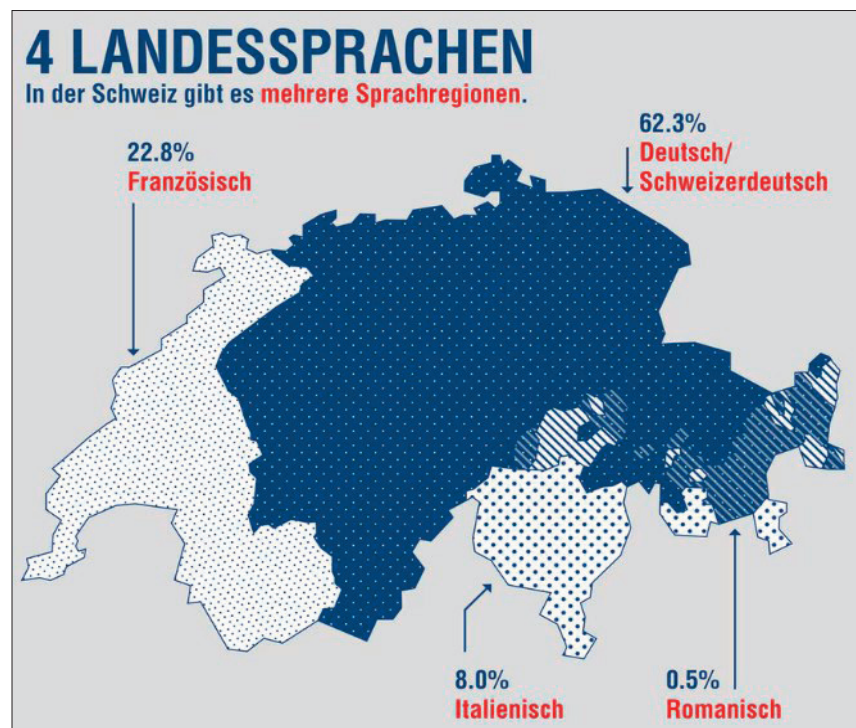 4 LANDESSPRACHEN
In der Schweiz gibt es mehrere Sprachregionen.
22.8%
Französisch
62.3%
Deutsch/
Schweizerdeutsch
8.0%
Italienisch
0.5%
Romanisch